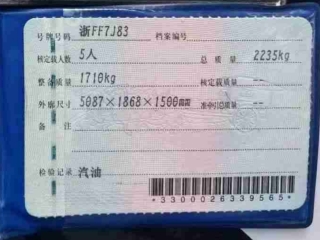 号牌号码 浙FF7J83 档案编号
核定载人数 5人 总质量 2235kg
整备质量 1710kg 核定载质量 --
外廓尺寸 5087×1868×1500mm 准牵引总质量 --
备注
检验记录 汽油
*3300026339565*